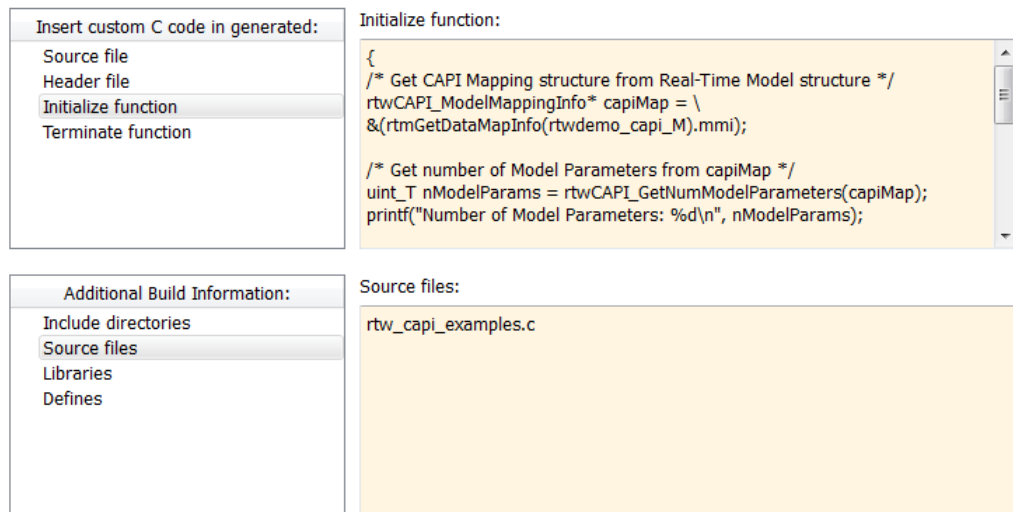 Insert custom C code in generated:
Source file
Header file
Initialize function
Terminate function
Initialize function:
{
/* Get CAPI Mapping structure from Real-Time Model structure */
rtwCAPI_ModelMappingInfo* capiMap = \
&(rtmGetDataMapInfo(rtwdemo_capi_M).mmi);
/* Get number of Model Parameters from capiMap */
uint_T nModelParams = rtwCAPI_GetNumModelParameters(capiMap);
printf("Number of Model Parameters: %d\n", nModelParams);
Additional Build Information:
Include directories
Source files
Libraries
Defines
Source files:
rtw_capi_examples.c